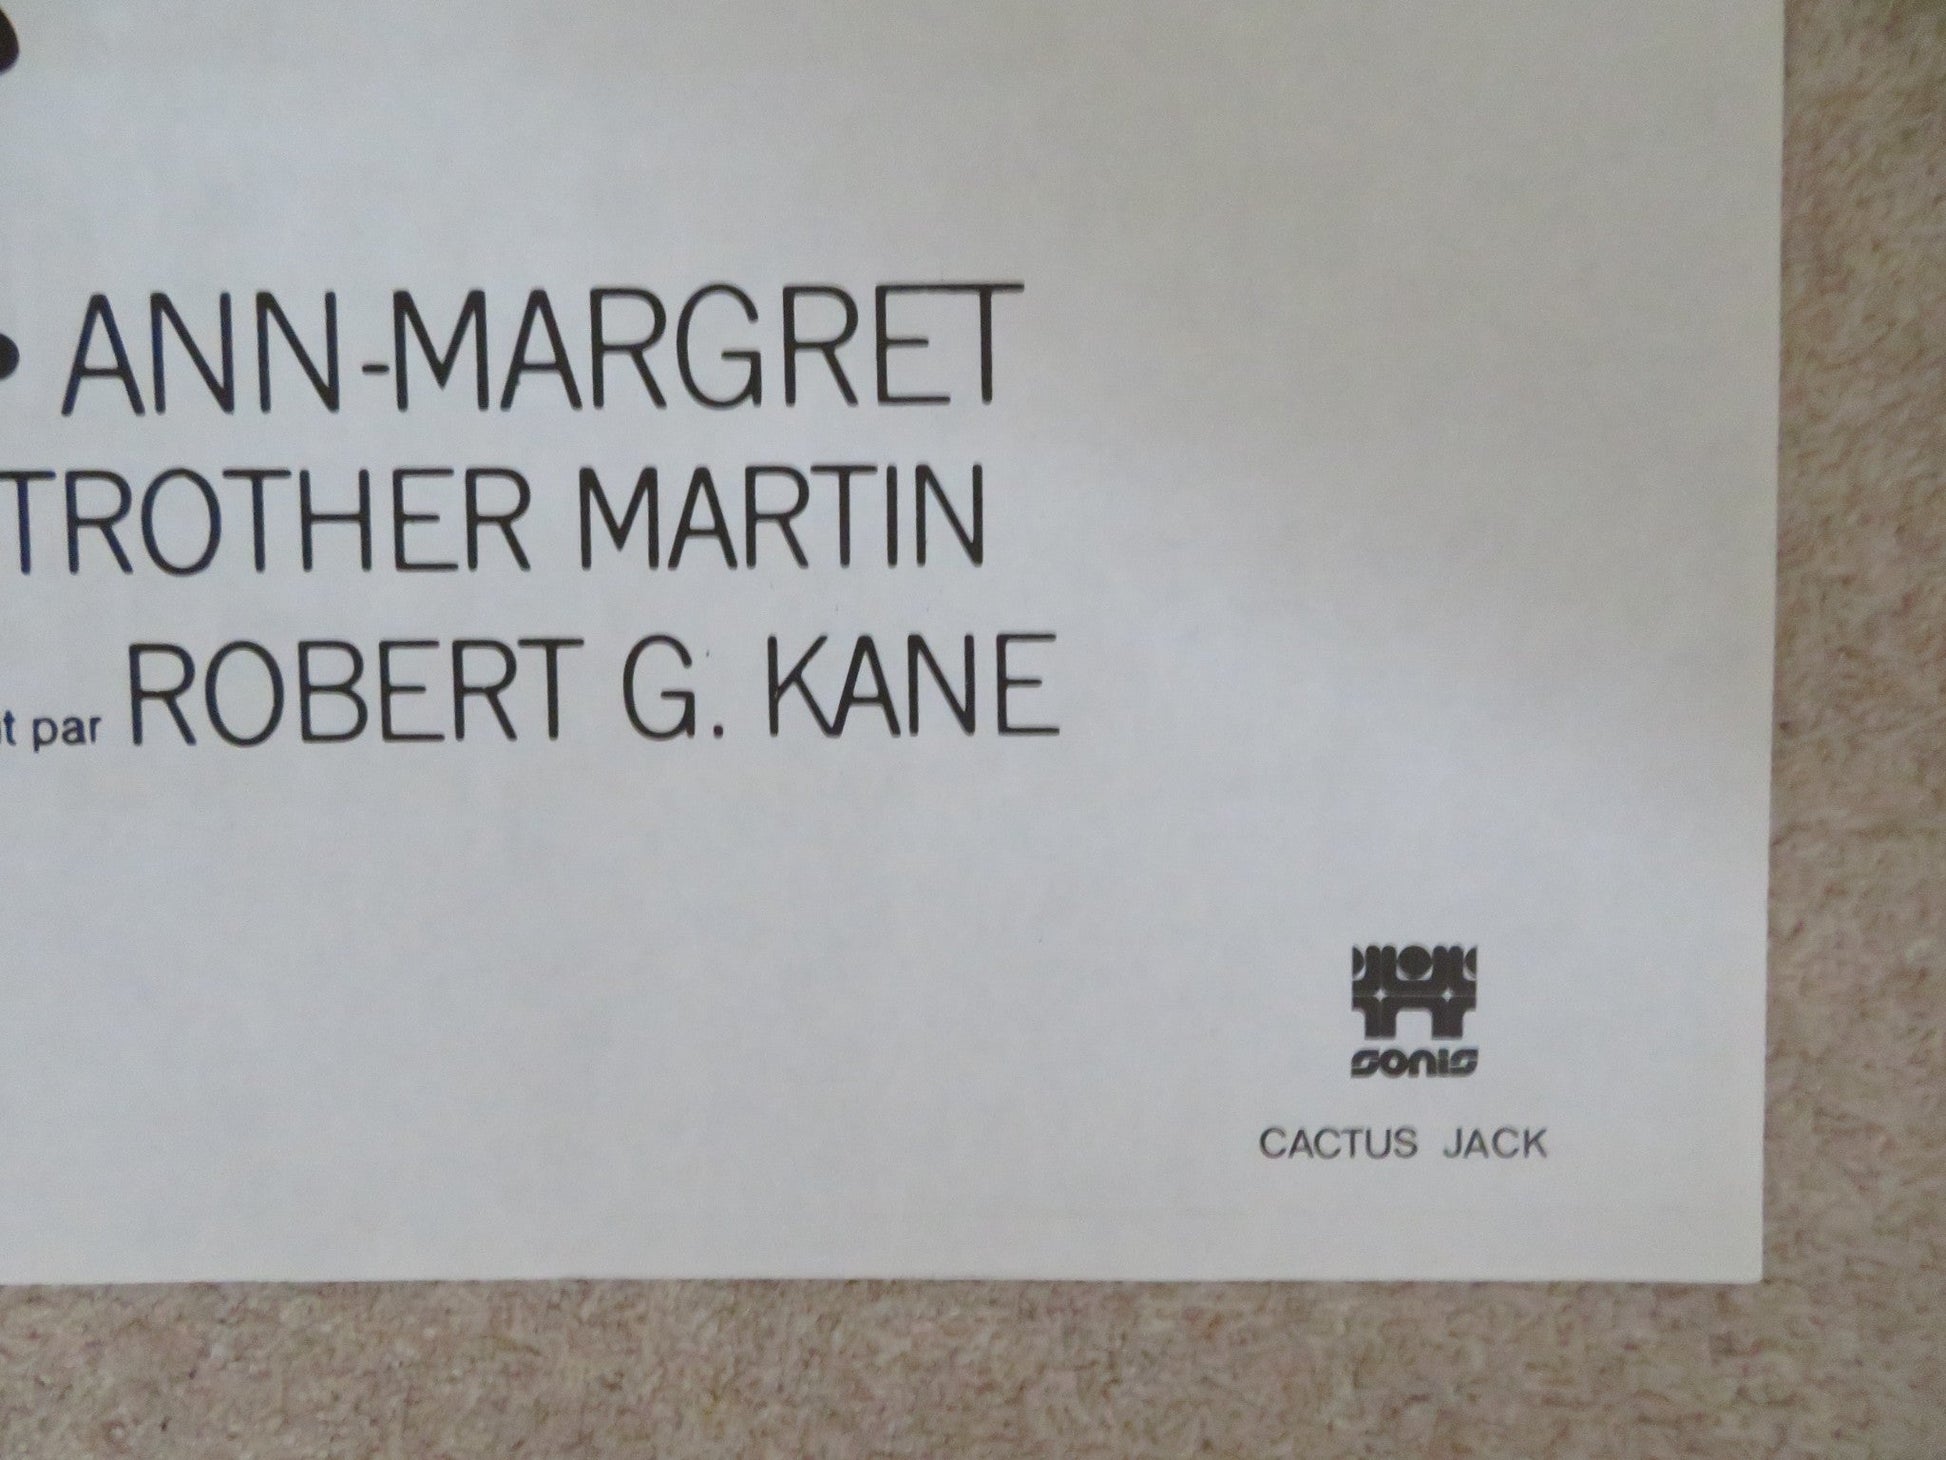 • ANN-MARGRET
TROTHER MARTIN
t par ROBERT G. KANE
SONIS
CACTUS JACK